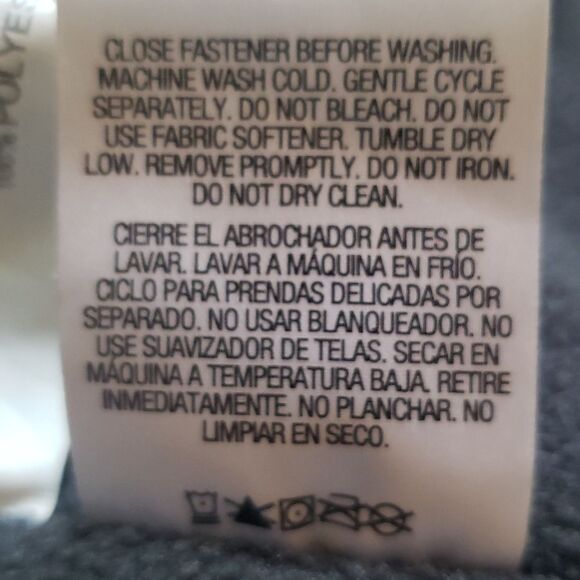 POLYES
CLOSE FASTENER BEFORE WASHING.
MACHINE WASH COLD. GENTLE CYCLE
SEPARATELY. DO NOT BLEACH. DO NOT
USE FABRIC SOFTENER. TUMBLE DRY
LOW. REMOVE PROMPTLY. DO NOT IRON.
DO NOT DRY CLEAN.
CIERRE EL ABROCHADOR ANTES DE
LAVAR. LAVAR A MÁQUINA EN FRÍO.
CICLO PARA PRENDAS DELICADAS POR
SEPARADO. NO USAR BLANQUEADOR. NO
USE SUAVIZADOR DE TELAS. SECAR EN
MÁQUINA A TEMPERATURA BAJA. RETIRE
INMEDIATAMENTE. NO PLANCHAR. NO
LIMPIAR EN SECO.